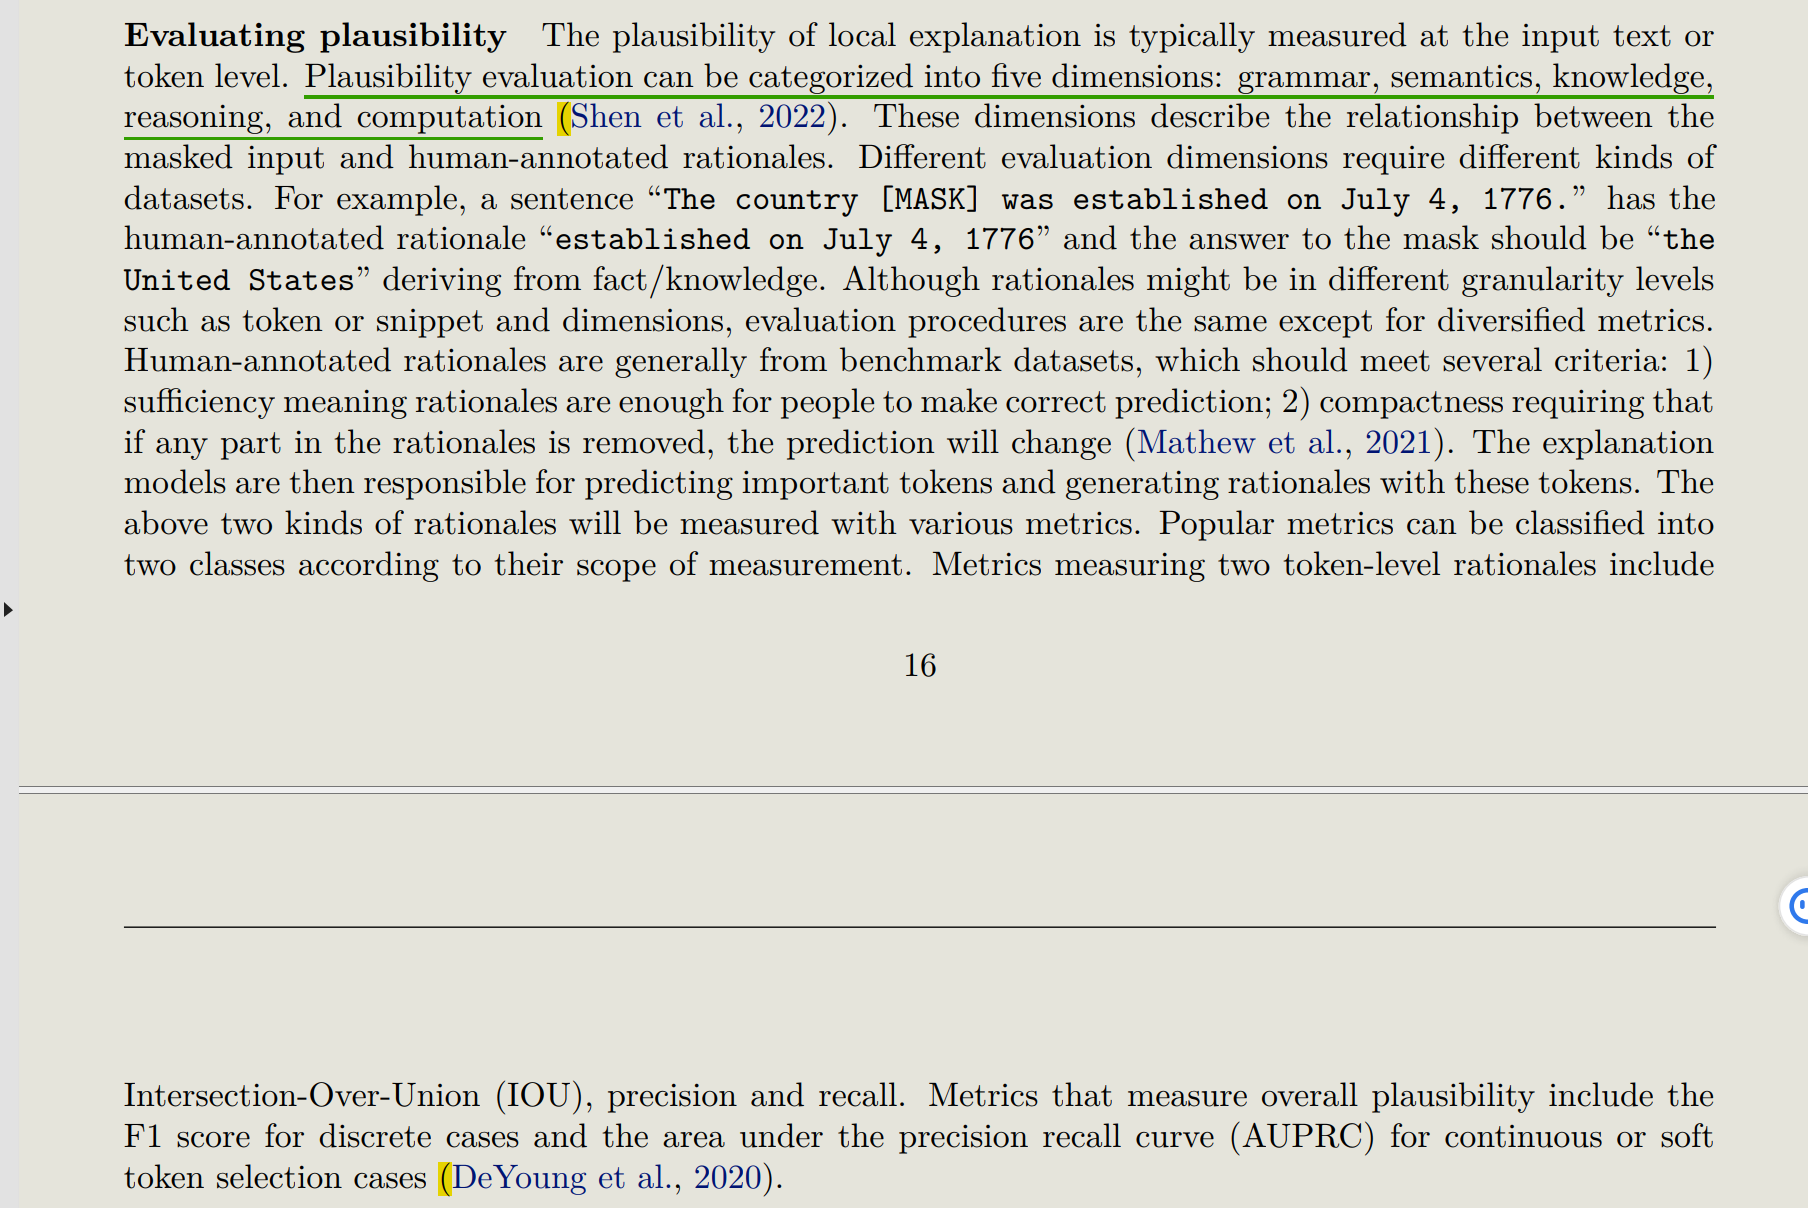 Evaluating plausibility The plausibility of local explanation is typically measured at the input text or
token level. Plausibility evaluation can be categorized into five dimensions: grammar, semantics, knowledge,
reasoning, and computation (Shen et al., 2022). These dimensions describe the relationship between the
masked input and human-annotated rationales. Different evaluation dimensions require different kinds of
datasets. For example, a sentence “The country [MASK] was established on July 4, 1776.” has the
human-annotated rationale “established on July 4, 1776” and the answer to the mask should be “the
United States” deriving from fact/knowledge. Although rationales might be in different granularity levels
such as token or snippet and dimensions, evaluation procedures are the same except for diversified metrics.
Human-annotated rationales are generally from benchmark datasets, which should meet several criteria: 1)
sufficiency meaning rationales are enough for people to make correct prediction; 2) compactness requiring that
if any part in the rationales is removed, the prediction will change (Mathew et al., 2021). The explanation
models are then responsible for predicting important tokens and generating rationales with these tokens. The
above two kinds of rationales will be measured with various metrics. Popular metrics can be classified into
two classes according to their scope of measurement. Metrics measuring two token-level rationales include
16
Intersection-Over-Union (IOU), precision and recall. Metrics that measure overall plausibility include the
F1 score for discrete cases and the area under the precision recall curve (AUPRC) for continuous or soft
token selection cases (DeYoung et al., 2020).